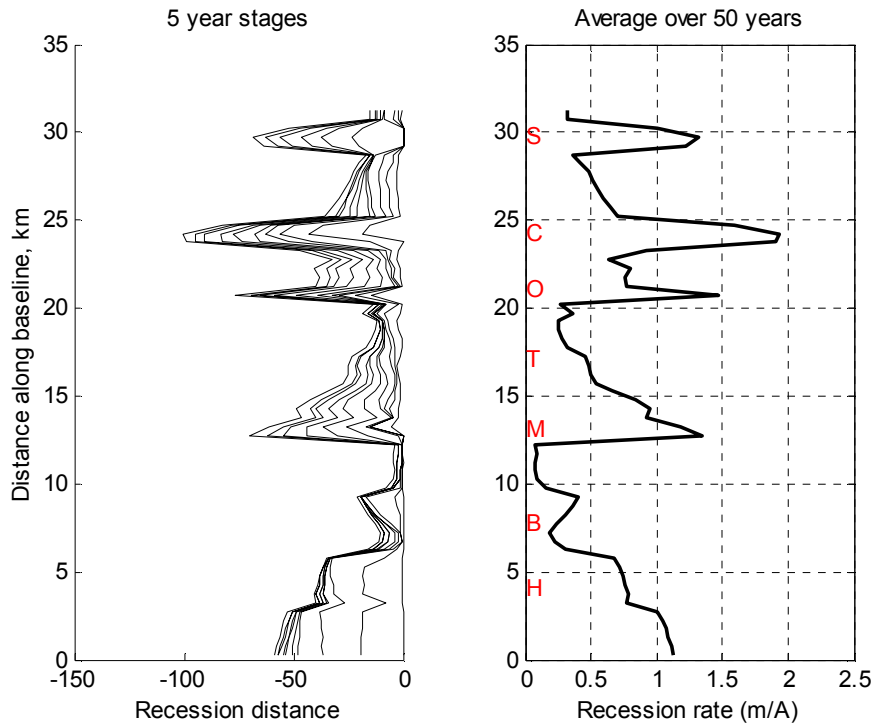 5 year stages
Average over 50 years
35
30
25
20
15
10
5
0
-150
-100
-50
0
Distance along baseline, km
Recession distance
35
30
25
20
15
10
5
0
S
C
O
T
M
B
H
0
0.5
1
1.5
2
2.5
Recession rate (m/A)